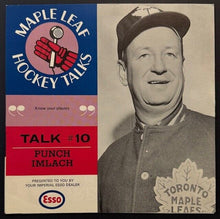 MAPLE LEAF
HOCKEY TALKS
Know your players
TALK #10
PUNCH
IMLACH
PRESENTED TO YOU BY
YOUR IMPERIAL ESSO DEALER
Esso
TORONTO
MAPLE
LEAFS